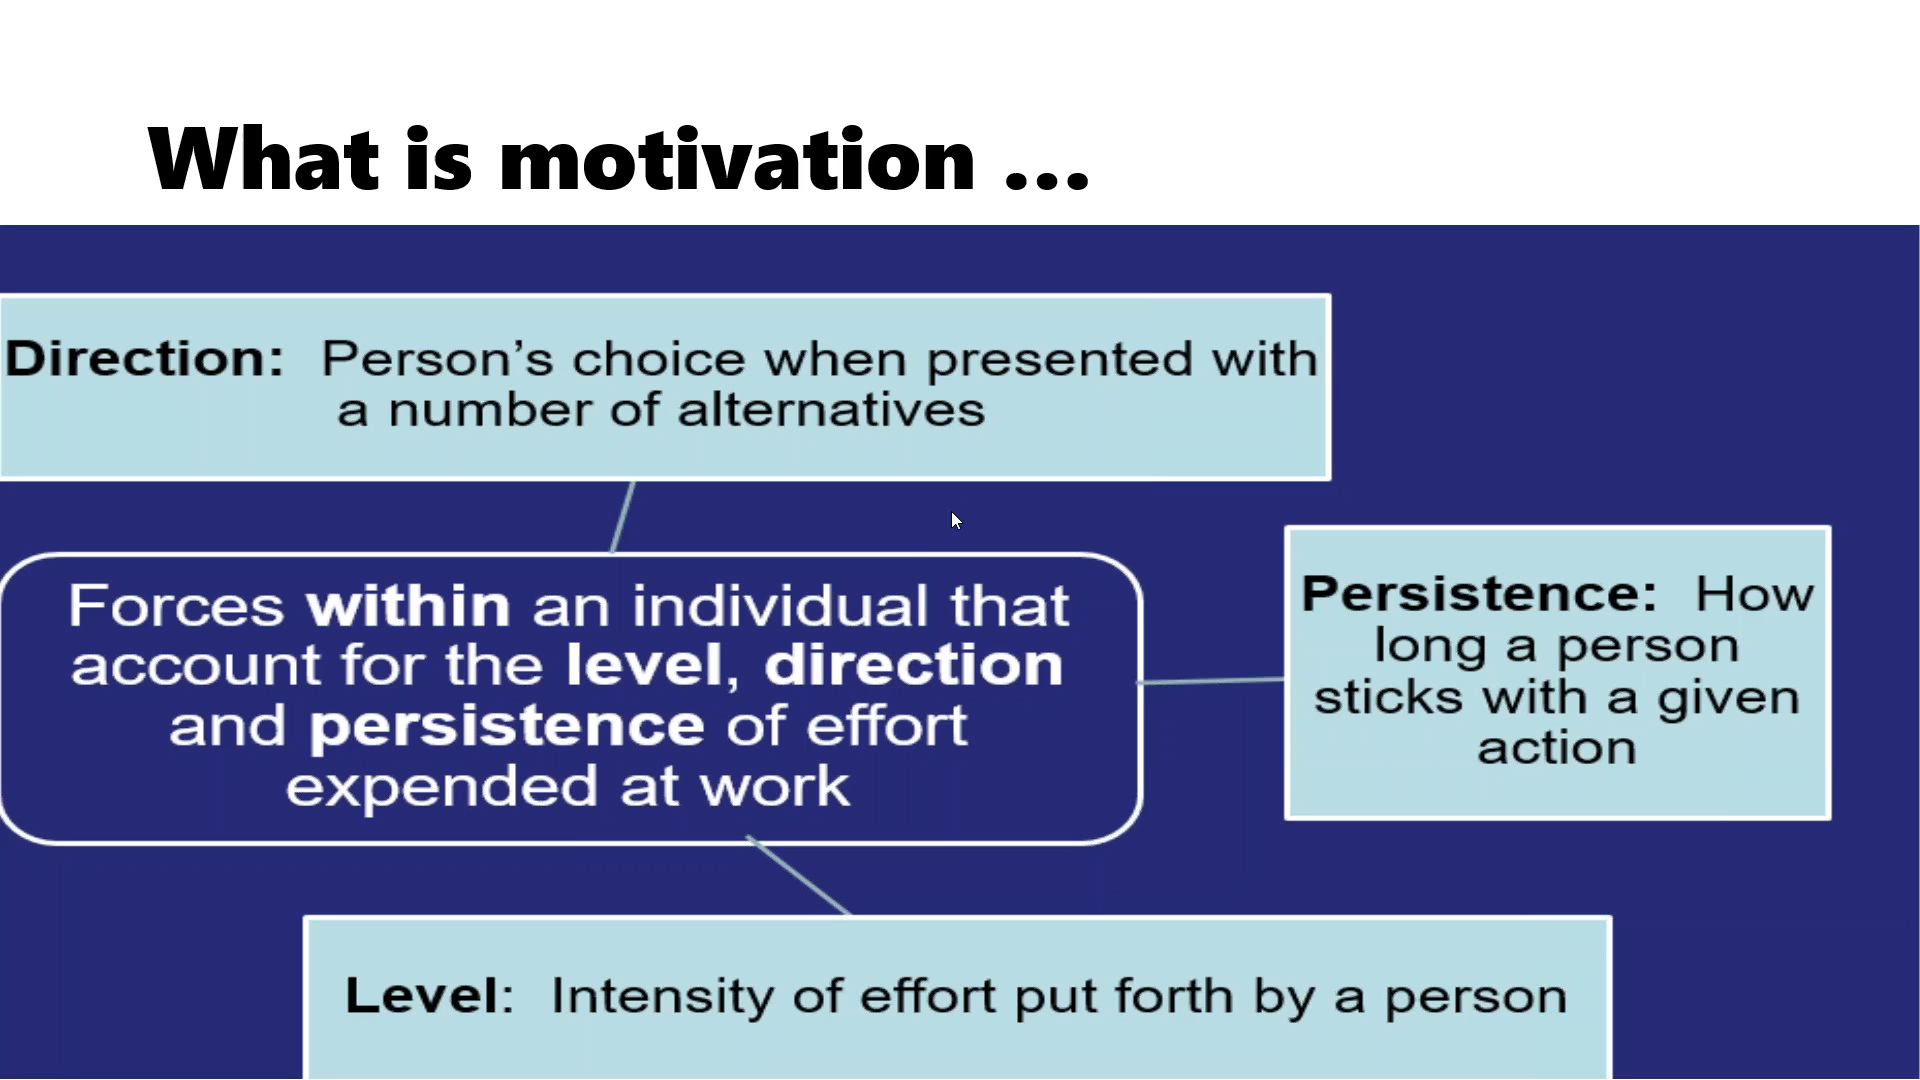 What is motivation ...
Direction: Person’s choice when presented with
a number of alternatives
Forces within an individual that
account for the level, direction
and persistence of effort
expended at work
Persistence: How
long a person
sticks with a given
action
Level: Intensity of effort put forth by a person